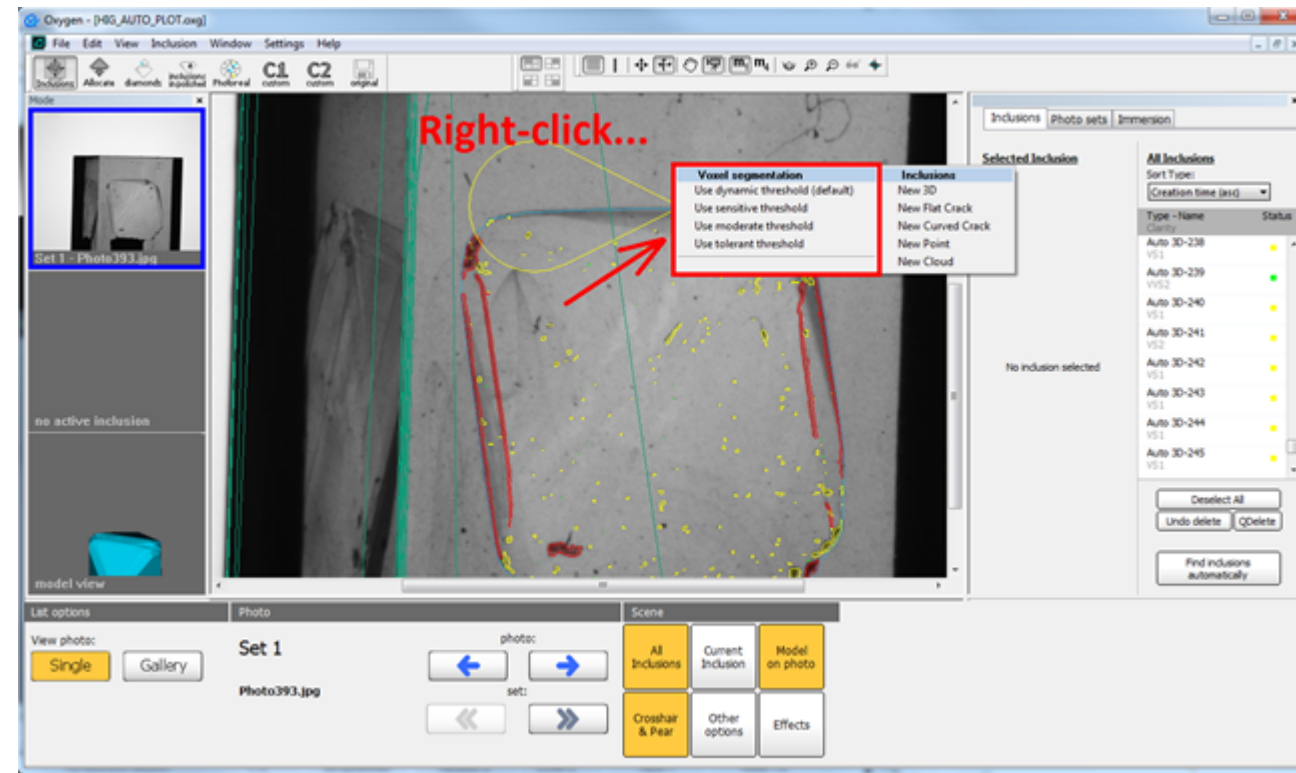 Oxygen - [HIG_AUTO_PLOT.oxg]
File Edit View Inclusion Window Settings Help
Inclusions Allocate diamonds inclusions inpolished Photoreal C1 custom C2 custom original
Mode
Set 1 - Photo393.jpg
no active inclusion
model view
Right-click...
Voxel segmentation
Use dynamic threshold (default)
Use sensitive threshold
Use moderate threshold
Use tolerant threshold
Inclusions
New 3D
New Flat Crack
New Curved Crack
New Point
New Cloud
Inclusions Photo sets Immersion
Selected Inclusion
No inclusion selected
All Inclusions
Sort Type:
Creation time (asc)
Type - Name Status
Clarity
Auto 3D-238
VS1
Auto 3D-239
VVS2
Auto 3D-240
VS1
Auto 3D-241
VS2
Auto 3D-242
VS1
Auto 3D-243
VS1
Auto 3D-244
VS1
Auto 3D-245
VS1
Deselect All
Undo delete QDelete
Find inclusions
automatically
List options
View photo:
Single Gallery
Photo
Set 1
Photo393.jpg
photo:
set:
Scene
All
Inclusions
Current
Inclusion
Model
on photo
Crosshair
& Pear
Other
options
Effects